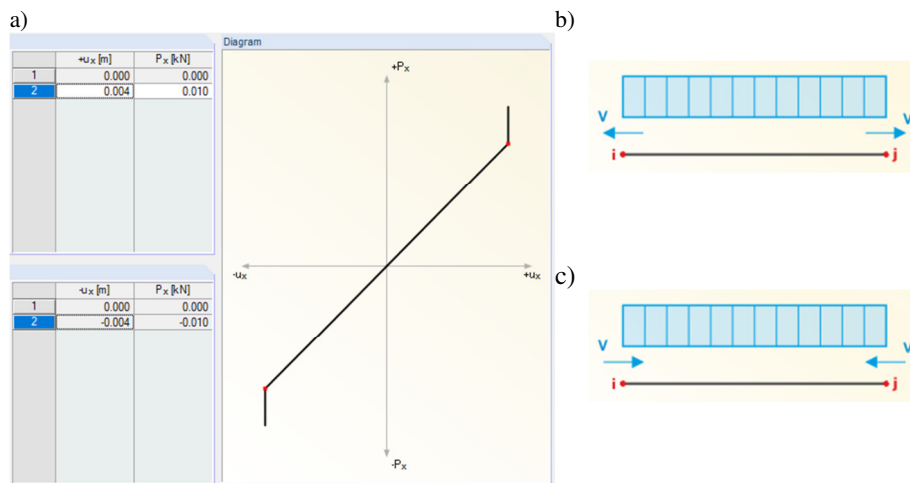 a)
+ux [m] Px [kN]
1 0.000 0.000
2 0.004 0.010
-ux [m] Px [kN]
1 0.000 0.000
2 -0.004 -0.010
Diagram
+Px
-ux +ux
-Px
b)
V V
i j
c)
V V
i j